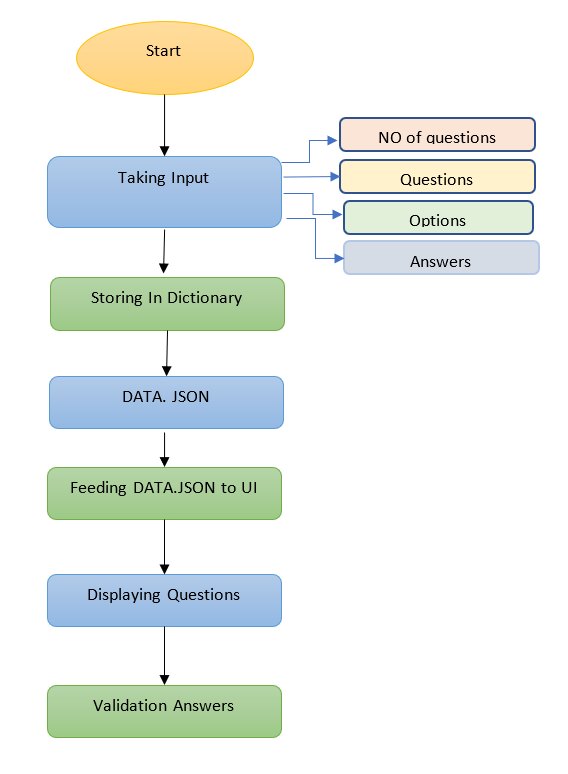 Start
NO of questions
Taking Input
Questions
Options
Answers
Storing In Dictionary
DATA. JSON
Feeding DATA.JSON to UI
Displaying Questions
Validation Answers